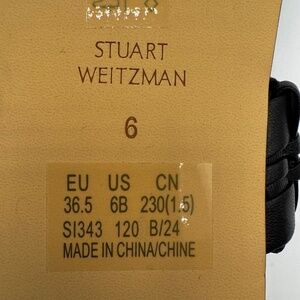 STUART
WEITZMAN
6
EU US CN
36.5 6B 230(1.5)
SI343 120 B/24
MADE IN CHINA/CHINE